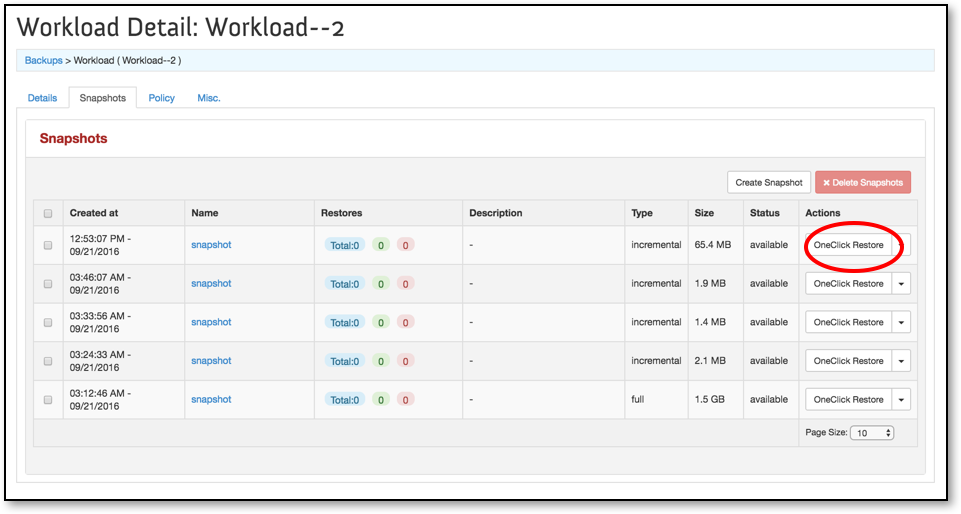 Workload Detail: Workload--2
Backups > Workload ( Workload--2 )
Details Snapshots Policy Misc.
Snapshots
Create Snapshot × Delete Snapshots
Created at Name Restores Description Type Size Status Actions
12:53:07 PM -
09/21/2016 snapshot Total:0 0 0 - incremental 65.4 MB available OneClick Restore
03:46:07 AM -
09/21/2016 snapshot Total:0 0 0 - incremental 1.9 MB available OneClick Restore
03:33:56 AM -
09/21/2016 snapshot Total:0 0 0 - incremental 1.4 MB available OneClick Restore
03:24:33 AM -
09/21/2016 snapshot Total:0 0 0 - incremental 2.1 MB available OneClick Restore
03:12:46 AM -
09/21/2016 snapshot Total:0 0 0 - full 1.5 GB available OneClick Restore
Page Size: 10